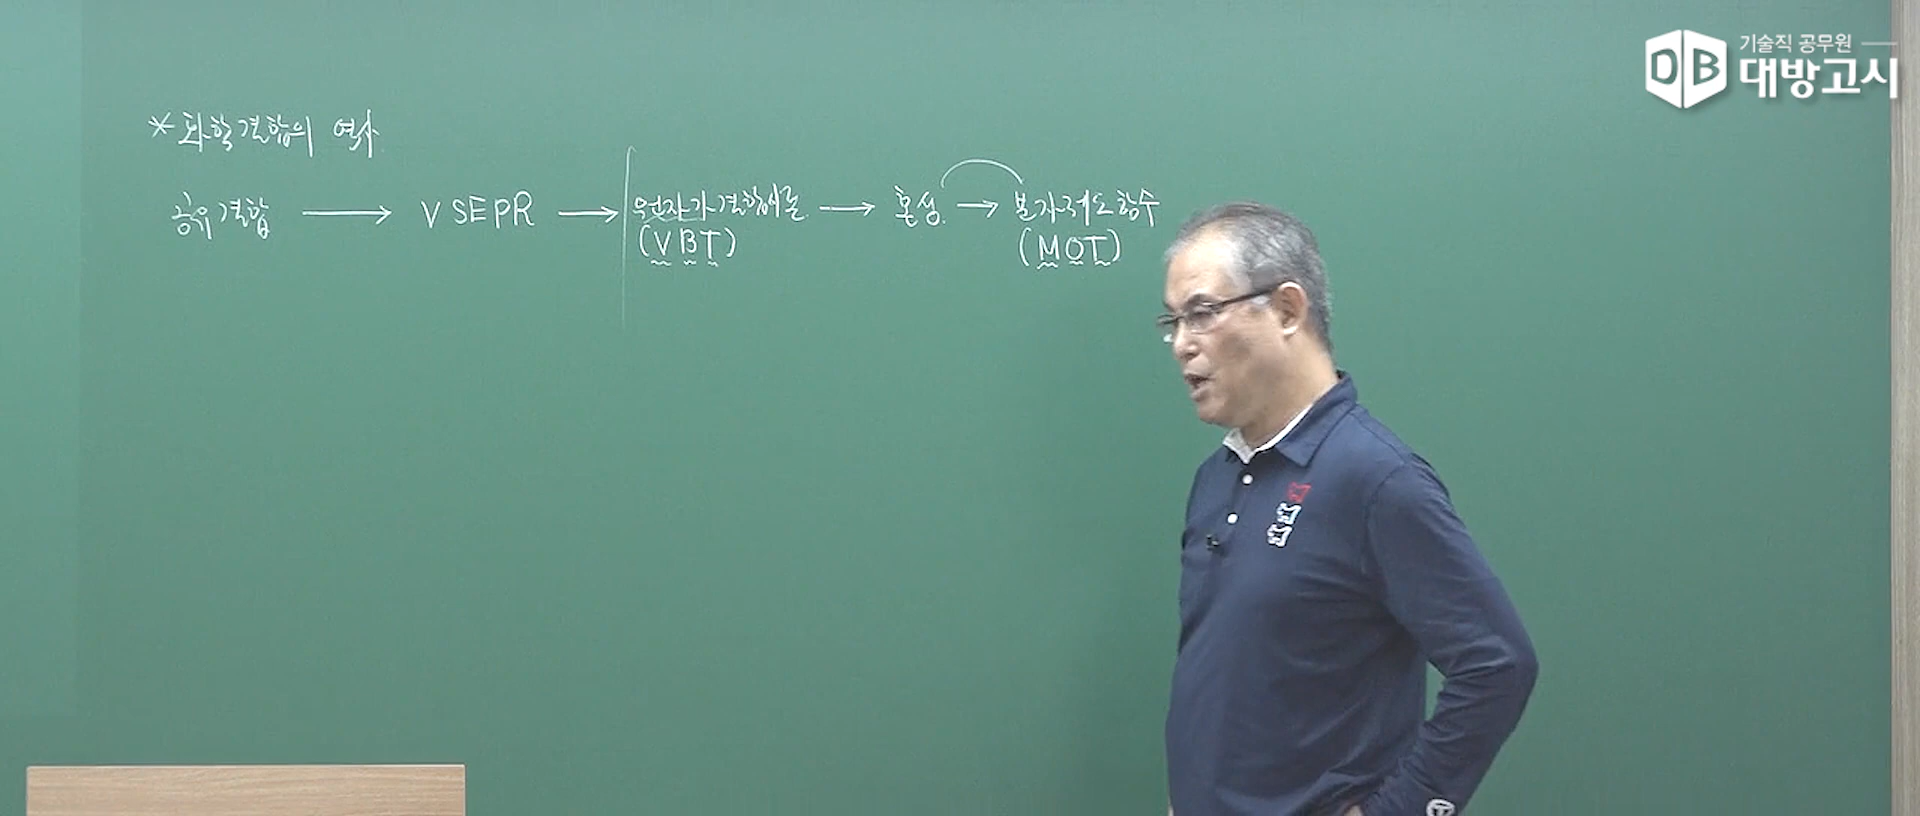 기술직 공무원
대방고시
* 화학결합의 역사
공유결합 → VSEPR → 원자가결합이론 → 혼성 → 분자궤도함수
(VBT) (MOT)